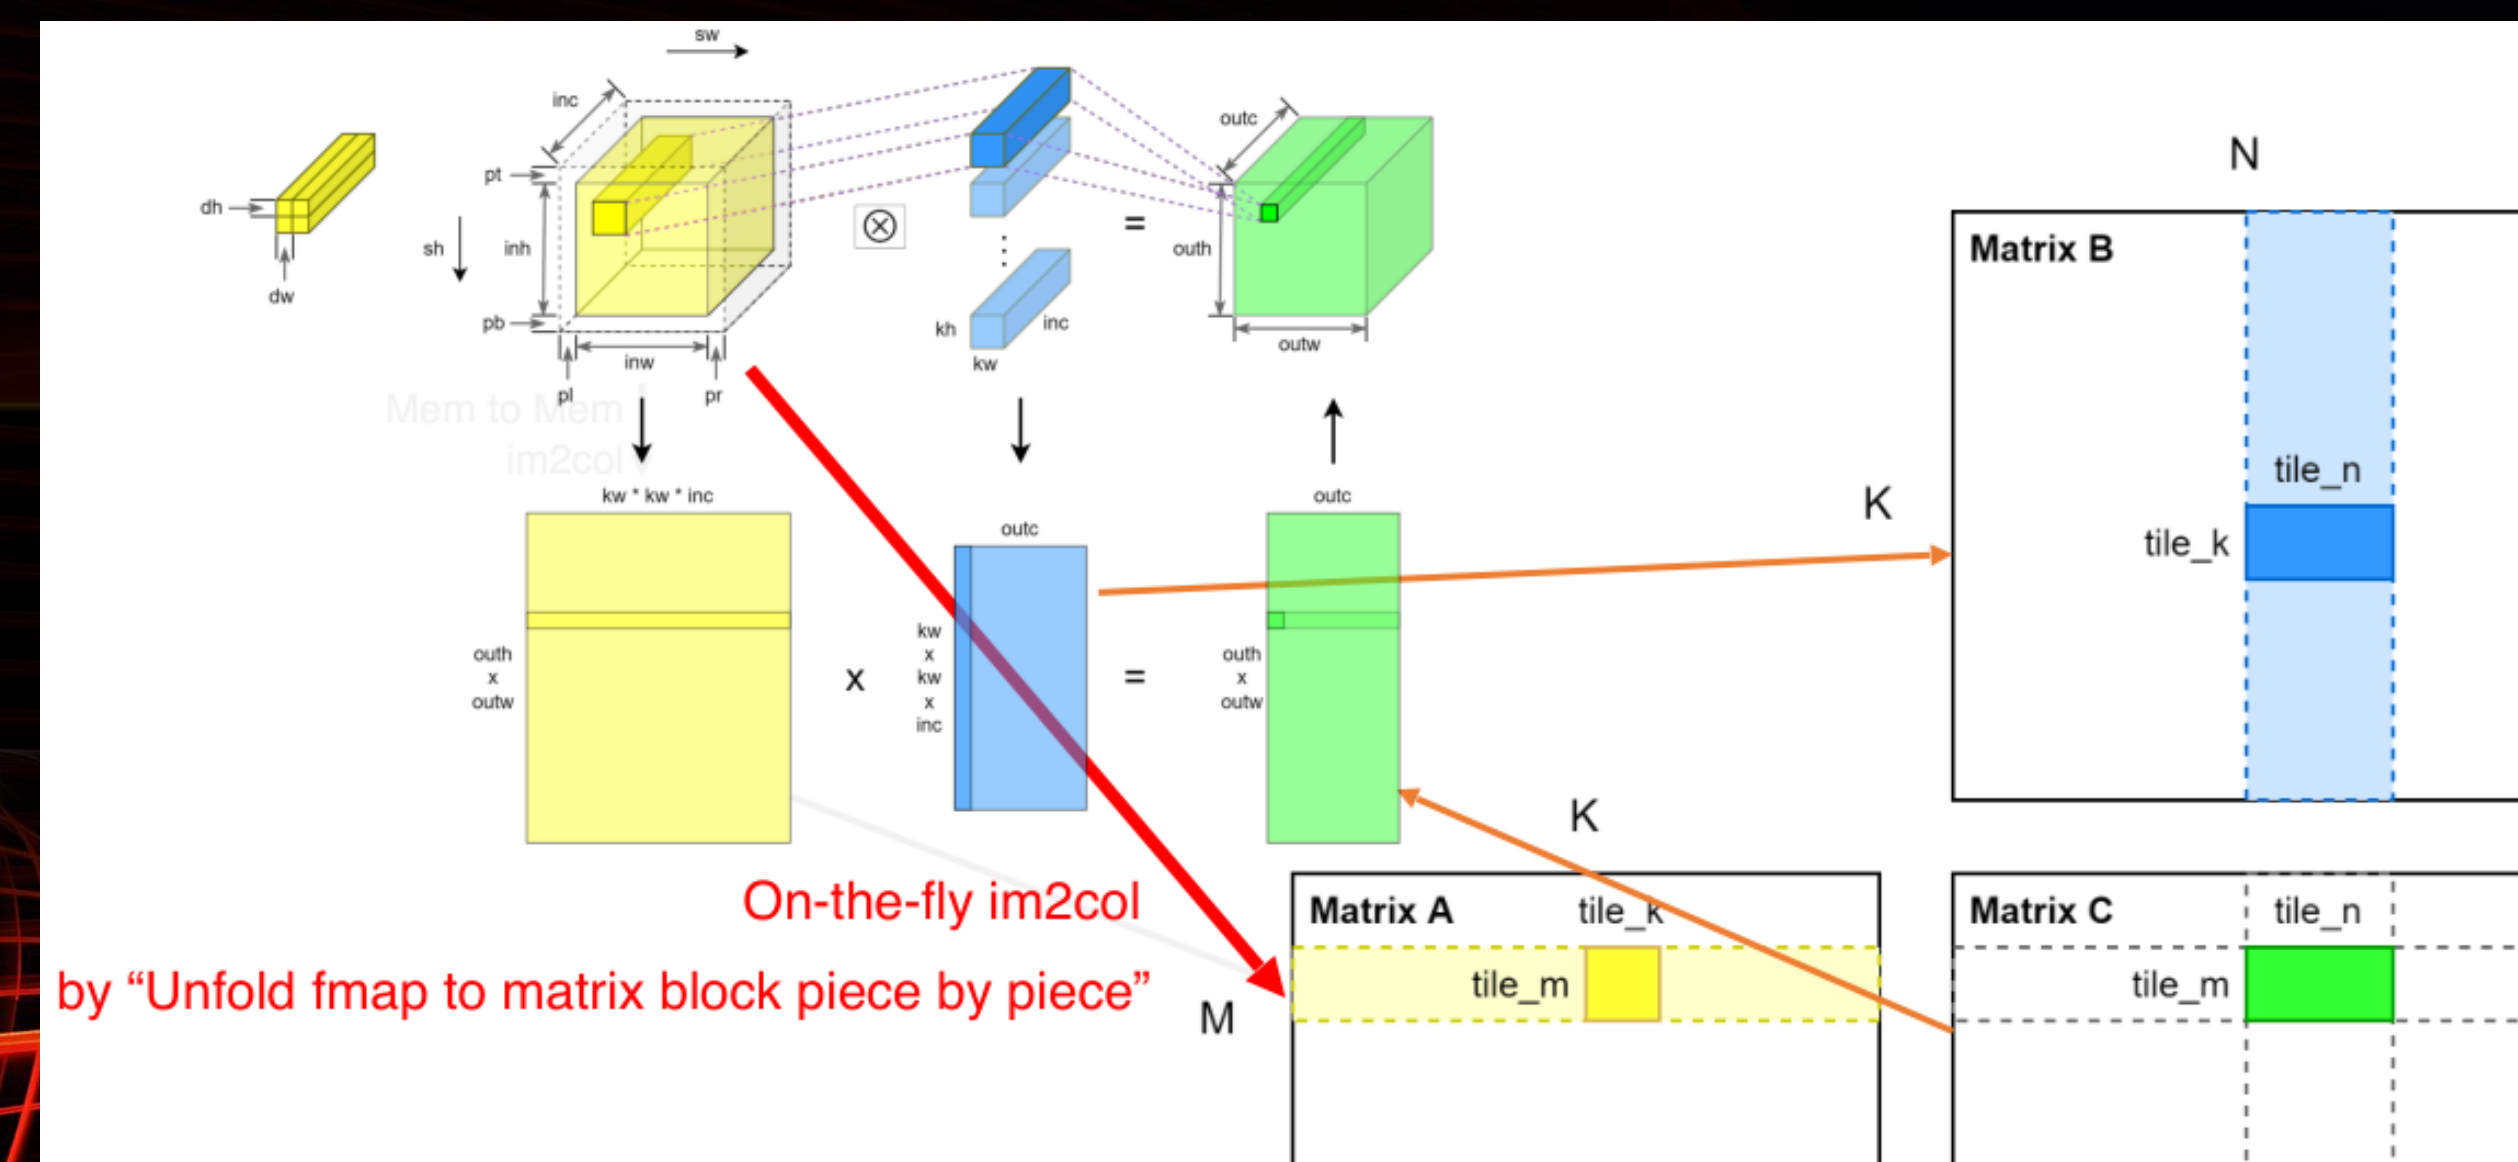 sw
inc
outc
pt
dh
sh
inh
outh
dw
pb
kh
inc
inw
kw
outw
pl
pr
Mem to Mem
im2col
kw * kw * inc
outc
outc
kw
x
kw
x
inc
outh
x
outw
x
=
=
outh
x
outw
N
Matrix B
K
tile_n
tile_k
K
On-the-fly im2col
by “Unfold fmap to matrix block piece by piece”
M
Matrix A
tile_k
tile_m
Matrix C
tile_n
tile_m